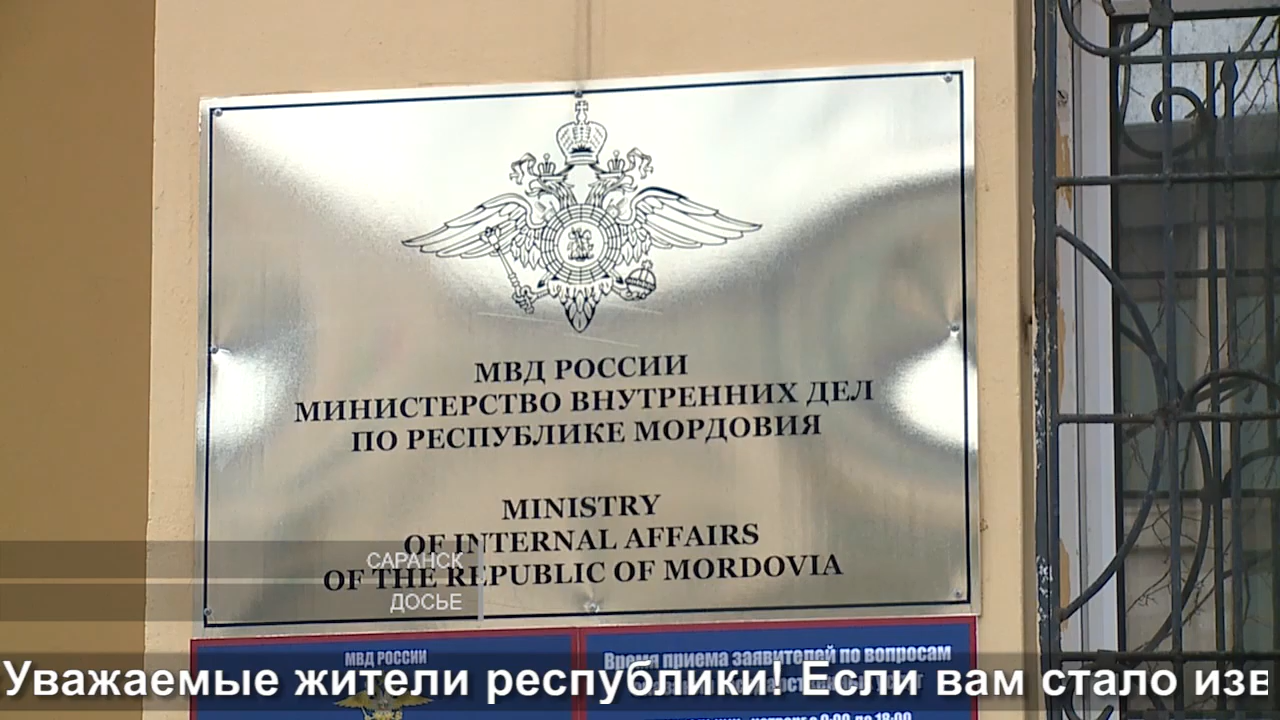 МВД РОССИИ
МИНИСТЕРСТВО ВНУТРЕННИХ ДЕЛ
ПО РЕСПУБЛИКЕ МОРДОВИЯ
MINISTRY
OF INTERNAL AFFAIRS
OF THE REPUBLIC OF MORDOVIA
САРАНСК
ДОСЬЕ
МВД РОССИИ
Время приема заявителей по вопросам
Уважаемые жители республики! Если вам стало изв